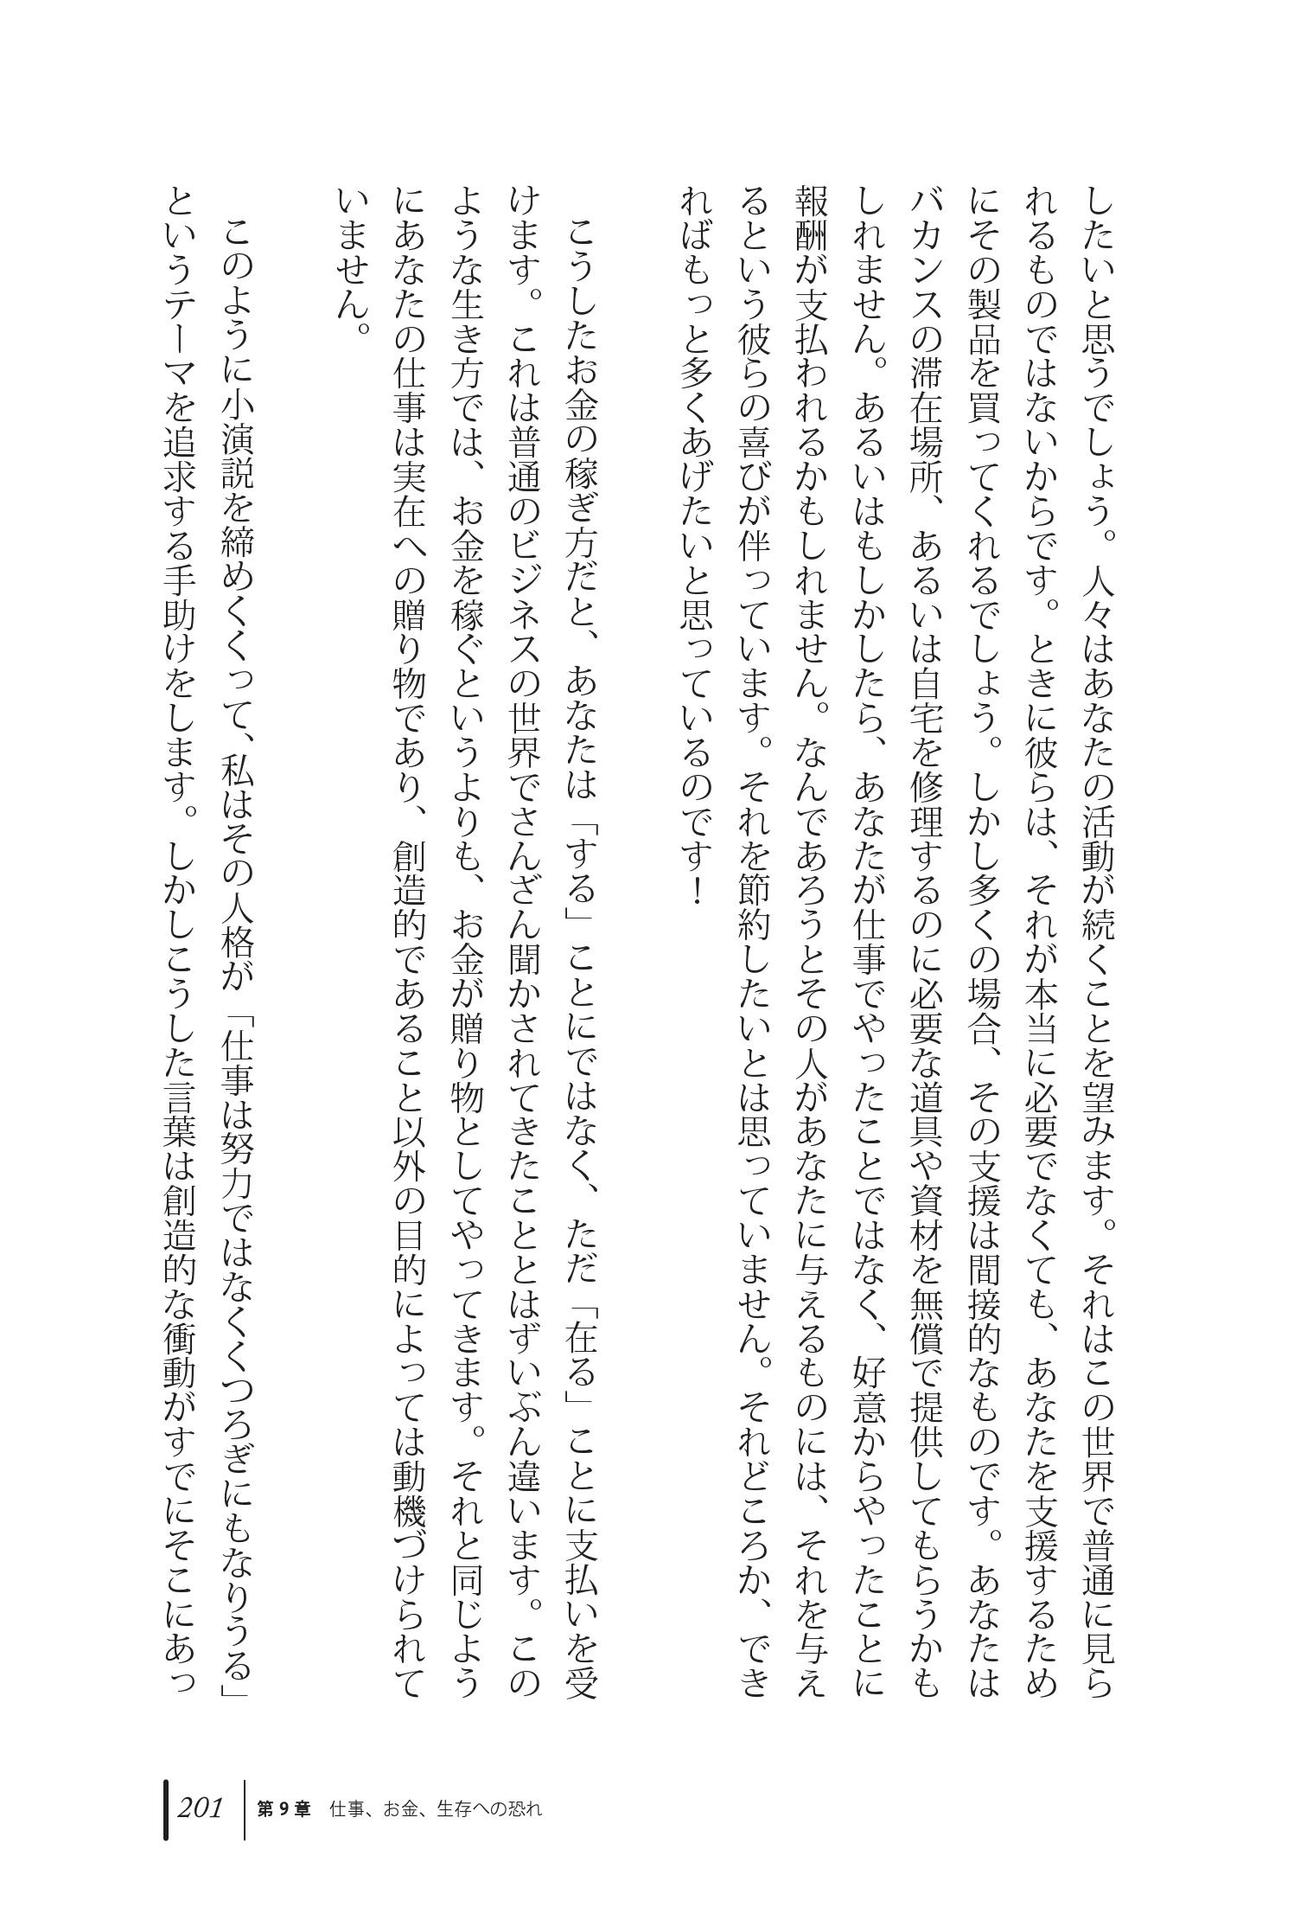 したいと思うでしょう。人々はあなたの活動が続くことを望みます。それはこの世界で普通に見ら
れるものではないからです。ときに彼らは、それが本当に必要でなくても、あなたを支援するため
にその製品を買ってくれるでしょう。しかし多くの場合、その支援は間接的なものです。あなたは
バカンスの滞在場所、あるいは自宅を修理するのに必要な道具や資材を無償で提供してもらうかも
しれません。あるいはもしかしたら、あなたが仕事でやったことではなく、好意からやったことに
報酬が支払われるかもしれません。なんであろうとその人があなたに与えるものには、それを与え
るという彼らの喜びが伴っています。それを節約したいとは思っていません。それどころか、でき
ればもっと多くあげたいと思っているのです！
こうしたお金の稼ぎ方だと、あなたは「する」ことにではなく、ただ「在る」ことに支払いを受
けます。これは普通のビジネスの世界でさんざん聞かされてきたこととはずいぶん違います。この
ような生き方では、お金を稼ぐというよりも、お金が贈り物としてやってきます。それと同じよう
にあなたの仕事は実在への贈り物であり、創造的であること以外の目的によっては動機づけられて
いません。
このように小演説を締めくくって、私はその人格が「仕事は努力ではなくくつろぎにもなりうる」
というテーマを追求する手助けをします。しかしこうした言葉は創造的な衝動がすでにそこにあっ
201 第9章 仕事、お金、生存への恐れ